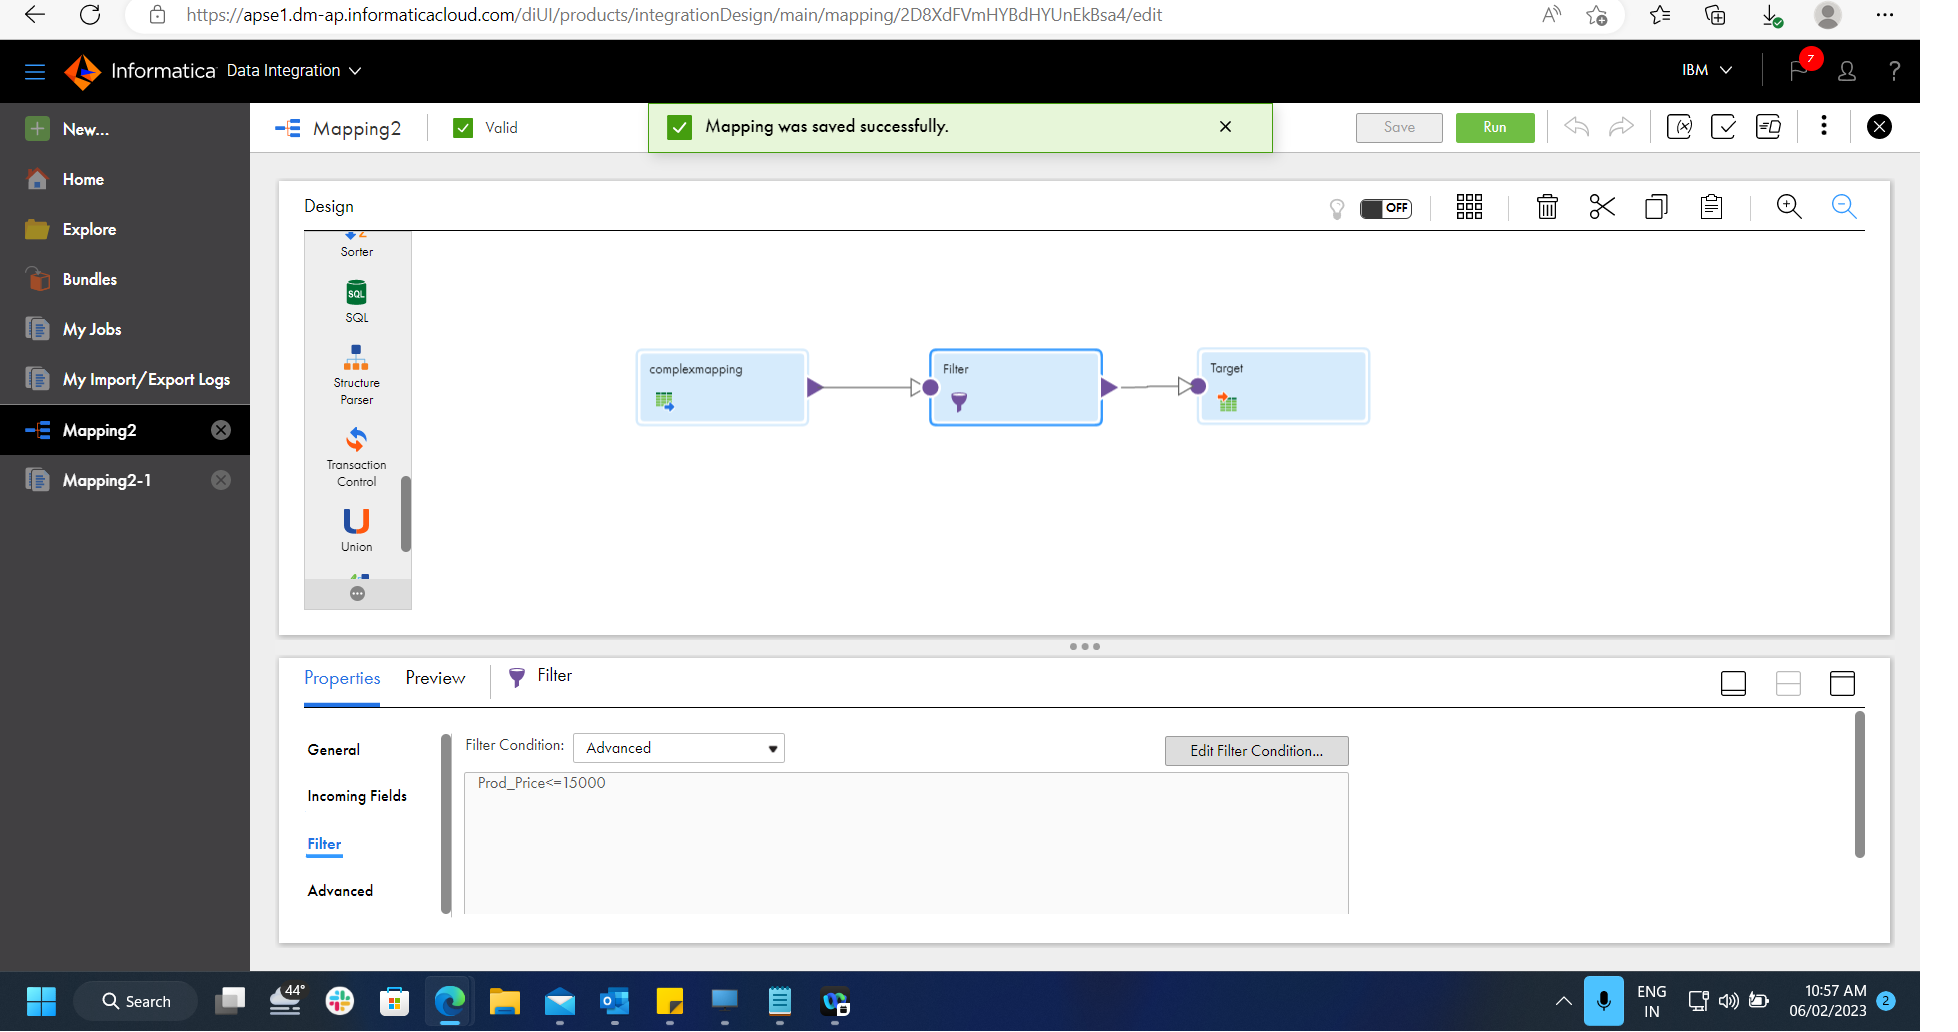 https://apse1.dm-ap.informaticacloud.com/diUI/products/integrationDesign/main/mapping/2D8XdFVmHYBdHYUnEkBsa4/edit
Informatica Data Integration
IBM
7
New...
Home
Explore
Bundles
My Jobs
My Import/Export Logs
Mapping2
Mapping2-1
Mapping2
Valid
Mapping was saved successfully.
Save
Run
Design
OFF
Sorter
SQL
SQL
Structure
Parser
Transaction
Control
Union
complexmapping
Filter
Target
Properties
Preview
Filter
General
Incoming Fields
Filter
Advanced
Filter Condition:
Advanced
Edit Filter Condition...
Prod_Price<=15000
Search
44°
ENG
IN
10:57 AM
06/02/2023
2